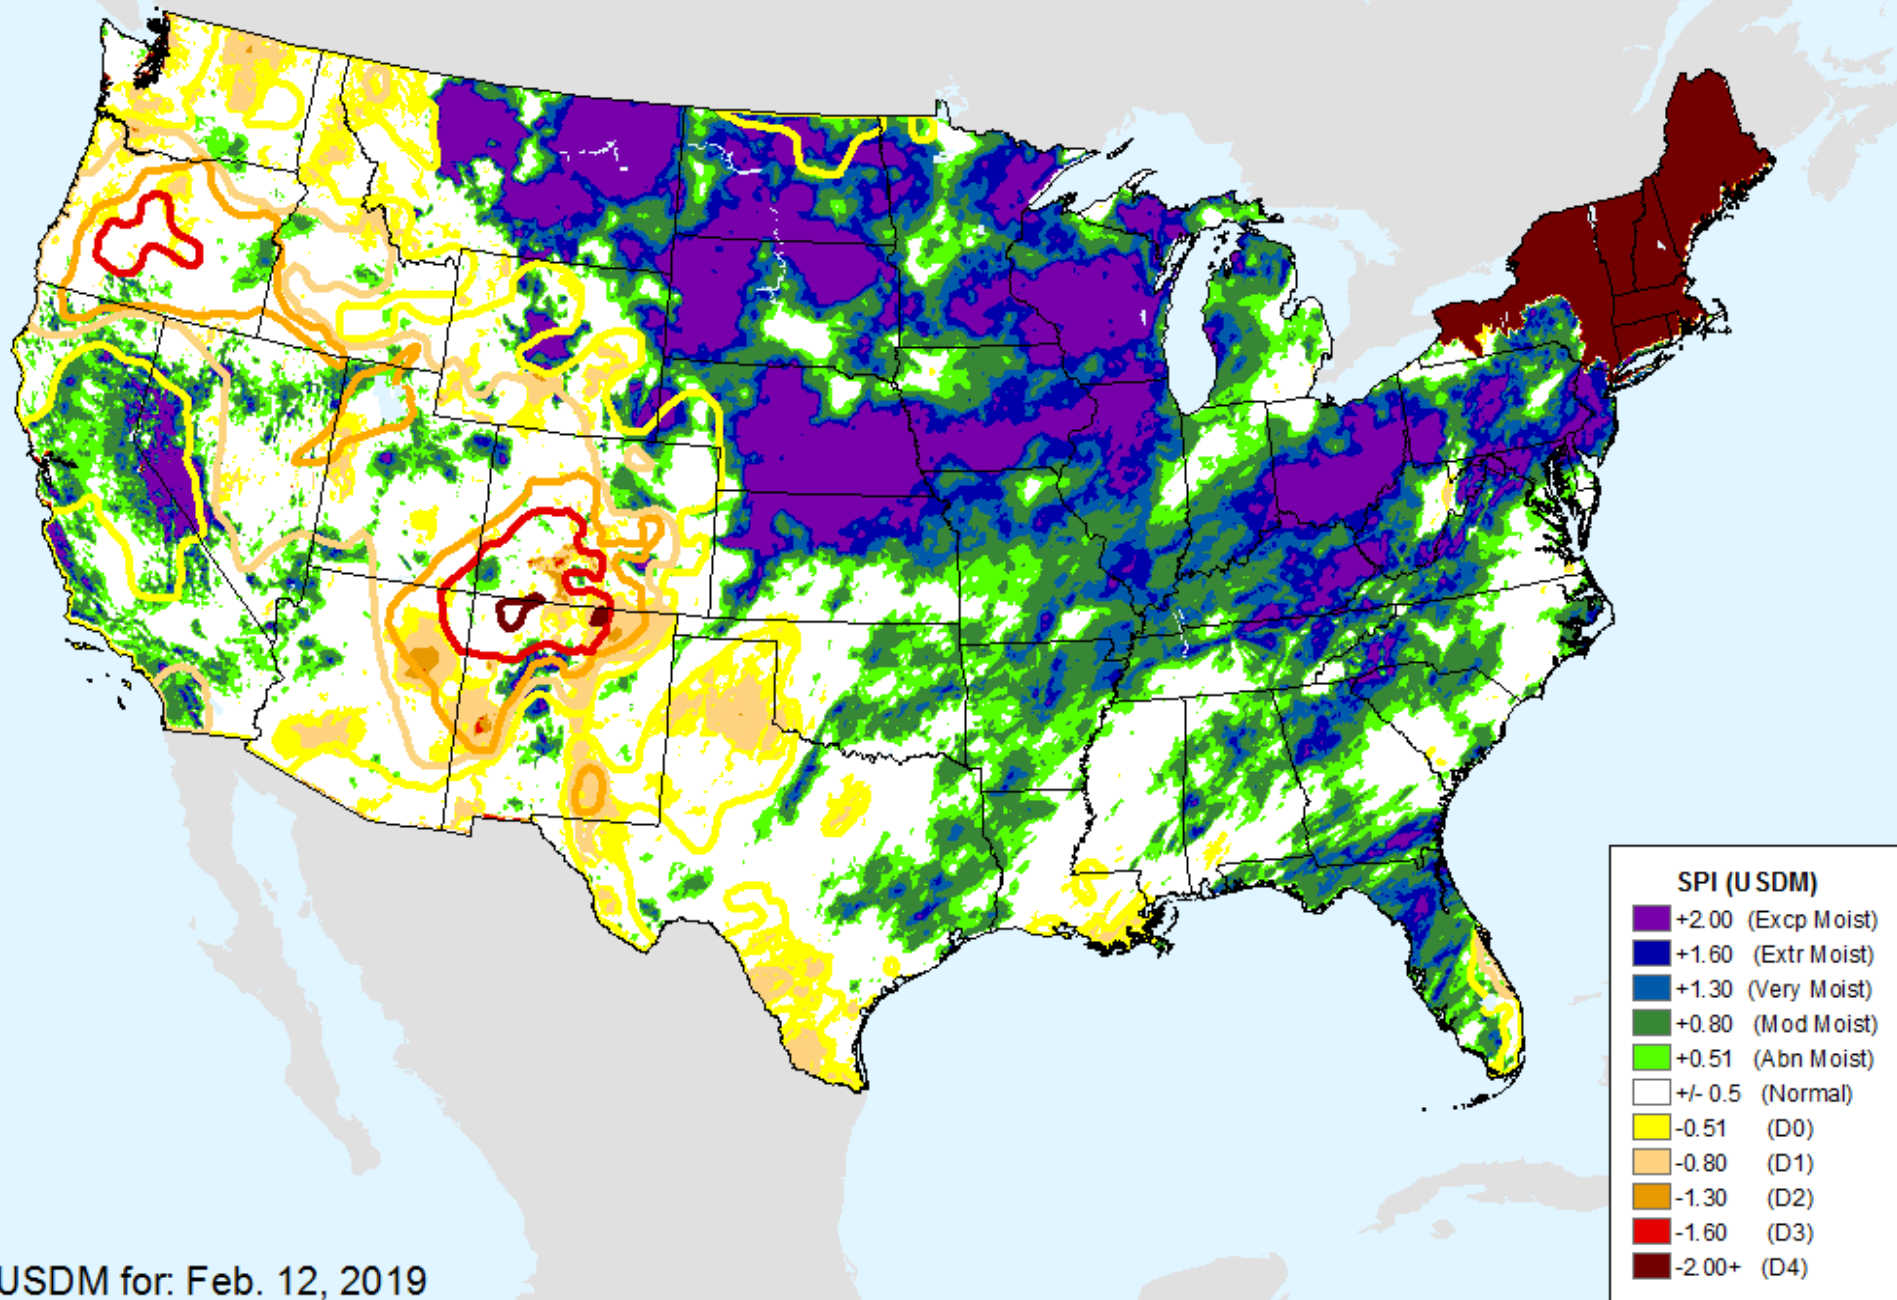 SPI (USDM)
+2.00 (Excp Moist)
+1.60 (Extr Moist)
+1.30 (Very Moist)
+0.80 (Mod Moist)
+0.51 (Abn Moist)
+/- 0.5 (Normal)
-0.51 (D0)
-0.80 (D1)
-1.30 (D2)
-1.60 (D3)
-2.00+ (D4)
USDM for: Feb. 12, 2019